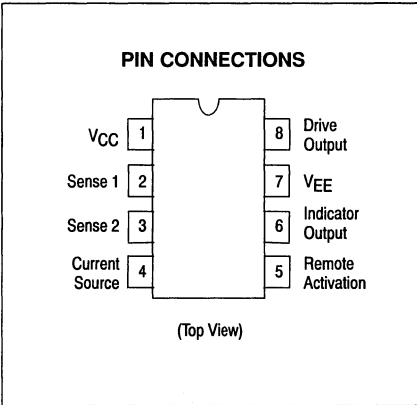 PIN CONNECTIONS
VCC 1
8 Drive Output
Sense 1 2
7 VEE
Sense 2 3
6 Indicator Output
Current Source 4
5 Remote Activation
(Top View)